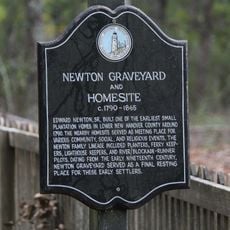 NEWTON GRAVEYARD
AND
HOMESITE
c.1790-1865
EDWARD NEWTON, SR. BUILT ONE OF THE EARLIEST SMALL
PLANTATION HOMES IN LOWER NEW HANOVER COUNTY AROUND
1790. THE NEARBY HOMESITE SERVED AS MEETING PLACE FOR
VARIOUS COMMUNITY, SOCIAL, AND RELIGIOUS EVENTS. THE
NEWTON FAMILY LINEAGE INCLUDED PLANTERS, FERRY KEEP-
ERS, LIGHTHOUSE KEEPERS, AND RIVER/BLOCKADE-RUNNER
PILOTS. DATING FROM THE EARLY NINETEENTH CENTURY,
NEWTON GRAVEYARD SERVED AS A FINAL RESTING
PLACE FOR THESE EARLY SETTLERS.